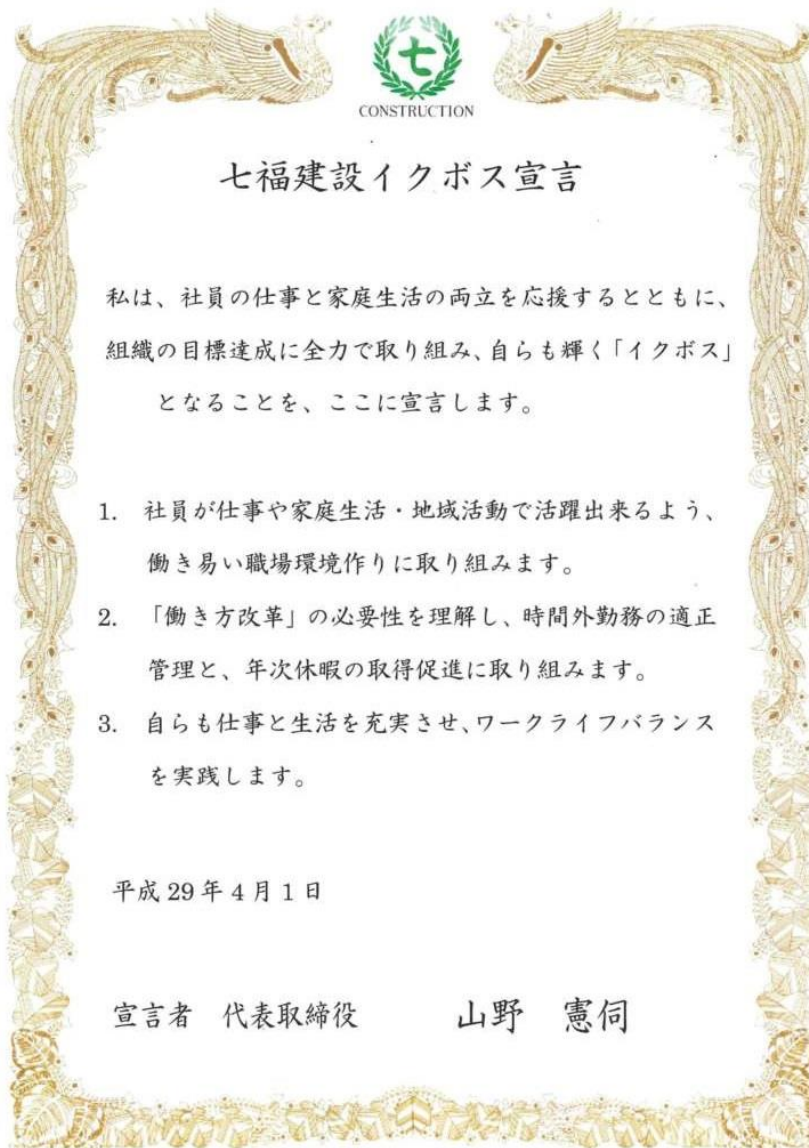 七
CONSTRUCTION
七福建設イクボス宣言
私は、社員の仕事と家庭生活の両立を応援するとともに、
組織の目標達成に全力で取り組み、自らも輝く「イクボス」
となることを、ここに宣言します。
1. 社員が仕事や家庭生活・地域活動で活躍出来るよう、
働き易い職場環境作りに取り組みます。
2. 「働き方改革」の必要性を理解し、時間外勤務の適正
管理と、年次休暇の取得促進に取り組みます。
3. 自らも仕事と生活を充実させ、ワークライフバランス
を実践します。
平成 29 年 4 月 1 日
宣言者 代表取締役 山野 憲伺